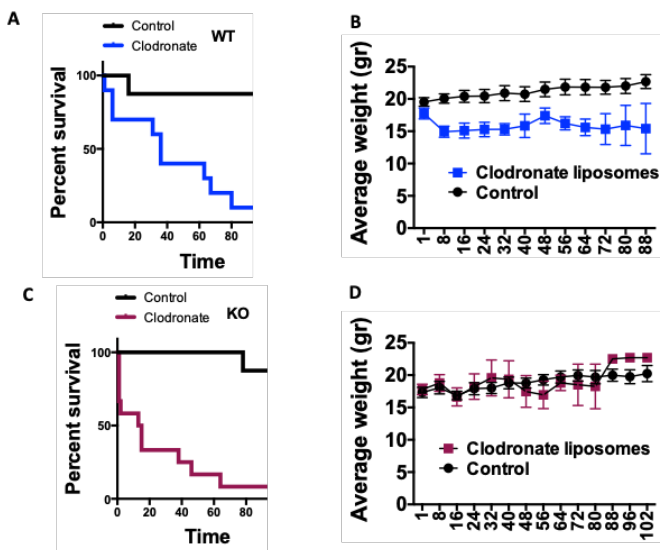 A
Control
Clodronate
WT
Percent survival
100
50
0
0 20 40 60 80
Time
B
Average weight (gr)
25
20
15
10
5
0
Clodronate liposomes
Control
1 8 16 24 32 40 48 56 64 72 80 88
C
Control
Clodronate
KO
Percent survival
100
50
0
0 20 40 60 80
Time
D
Average weight (gr)
25
20
15
10
5
0
Clodronate liposomes
Control
1 8 16 24 32 40 48 56 64 72 80 88 96 102